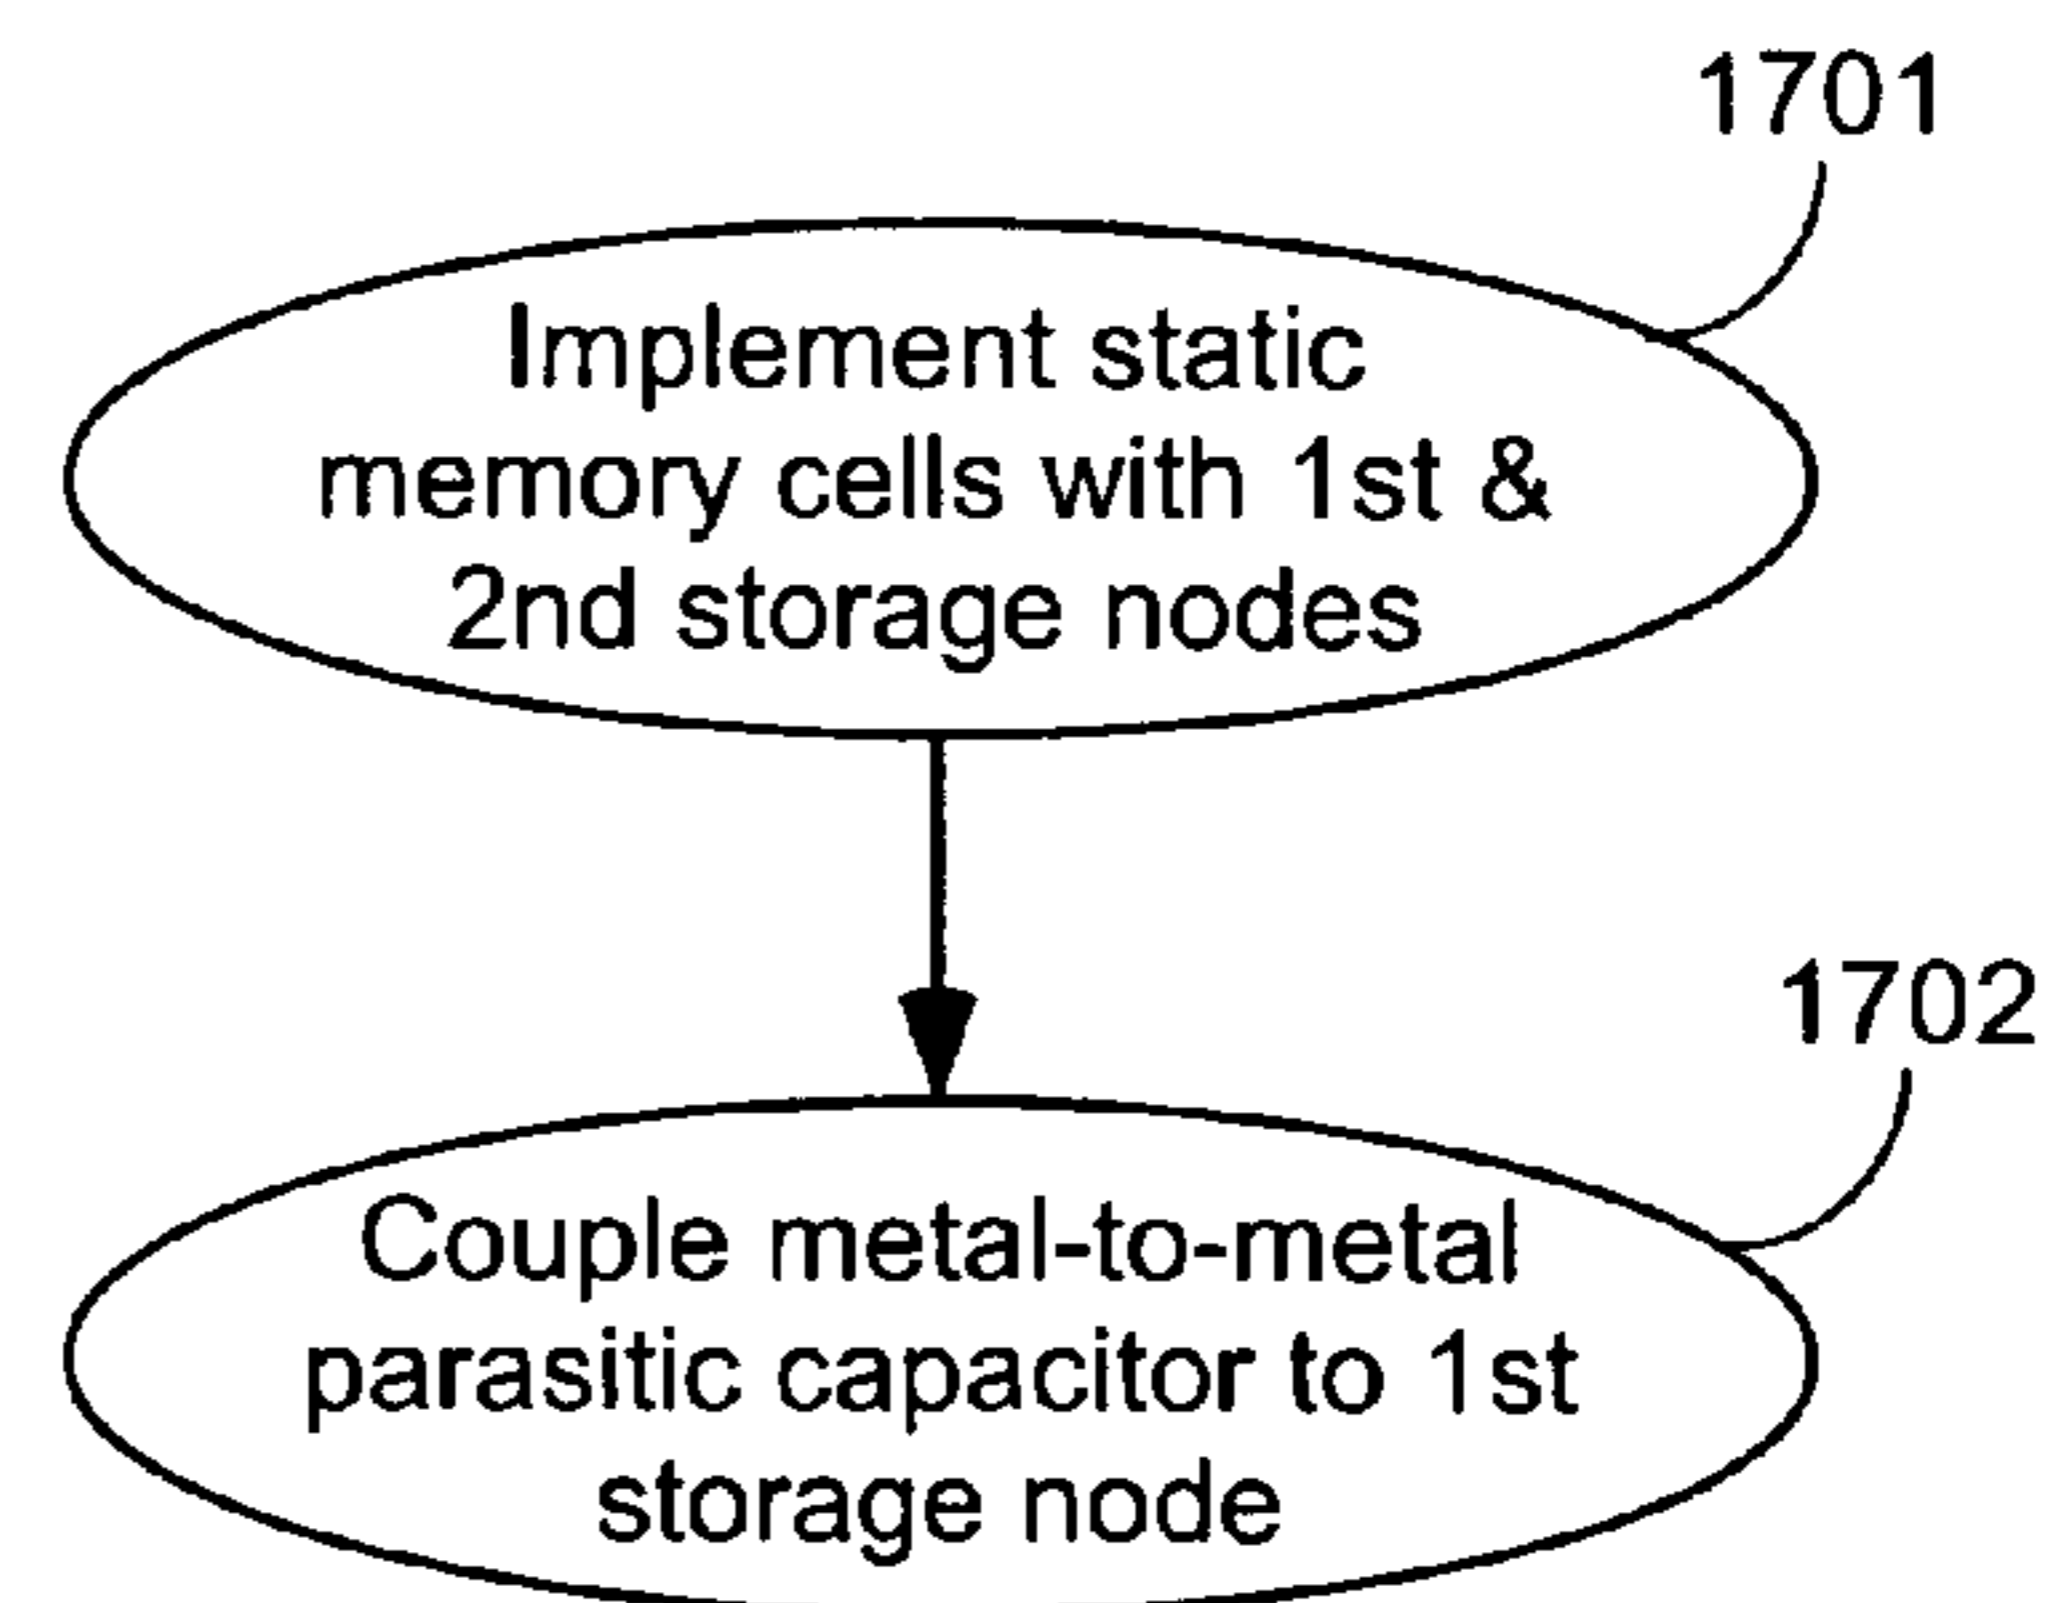 1701
Implement static
memory cells with 1st &
2nd storage nodes
1702
Couple metal-to-metal
parasitic capacitor to 1st
storage node